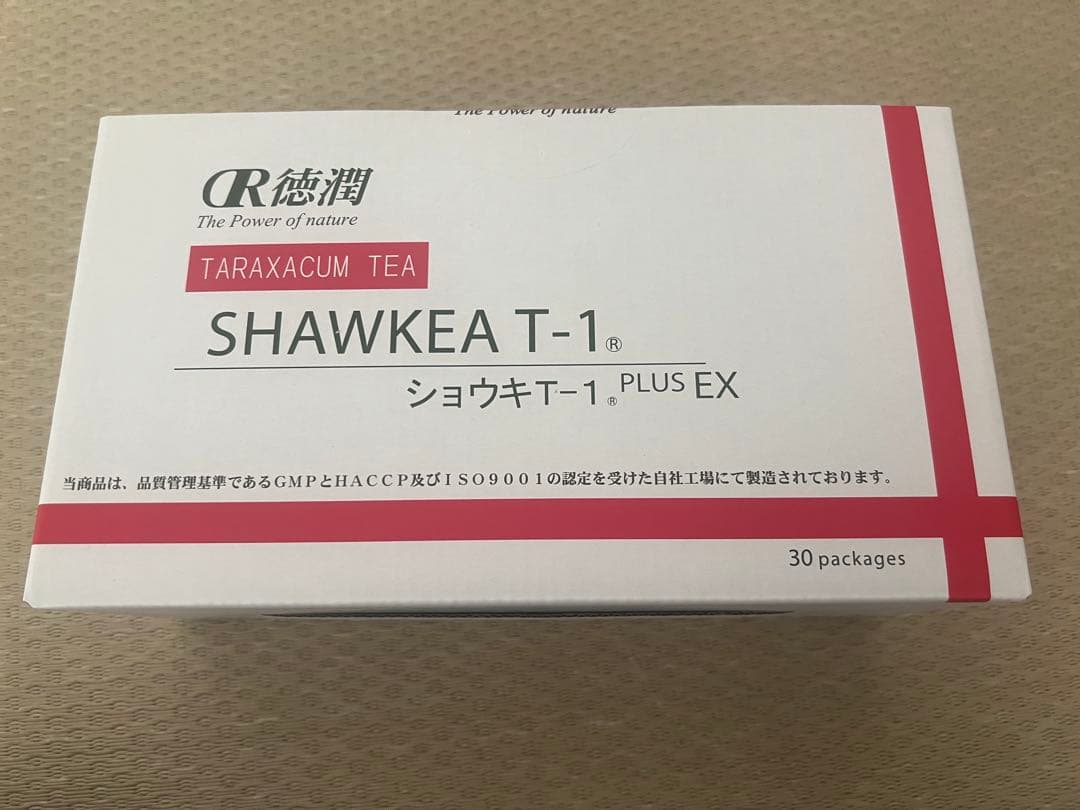 The Power of nature
DR徳潤
The Power of nature
TARAXACUM TEA
SHAWKEA T-1®
ショウキT-1® PLUS EX
当商品は、品質管理基準であるGMPとHACCP及びISO9001の認定を受けた自社工場にて製造されております。
30 packages